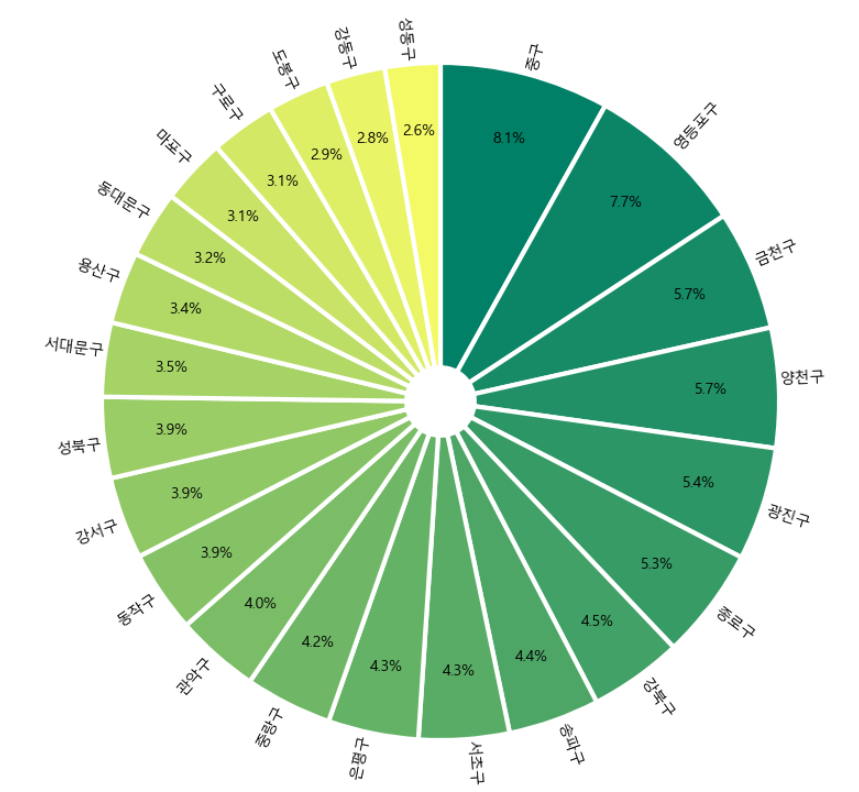 중구
8.1%
영등포구
7.7%
금천구
5.7%
양천구
5.7%
광진구
5.4%
종로구
5.3%
강북구
4.5%
송파구
4.4%
서초구
4.3%
은평구
4.3%
중랑구
4.2%
관악구
4.0%
동작구
3.9%
강서구
3.9%
성북구
3.9%
서대문구
3.5%
용산구
3.4%
동대문구
3.2%
마포구
3.1%
구로구
3.1%
도봉구
2.9%
강동구
2.8%
성동구
2.6%